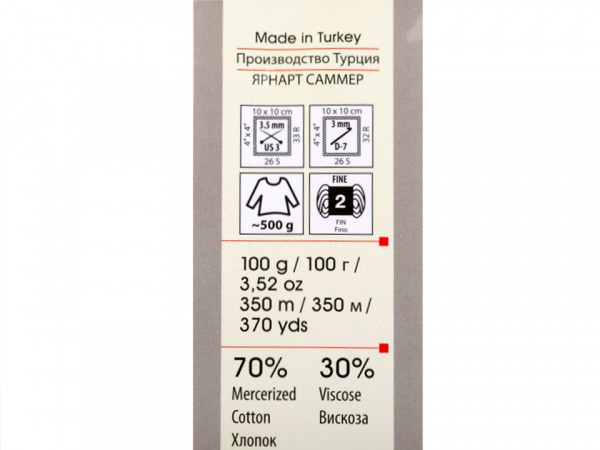 Made in Turkey
Производство Турция
ЯРНАРТ САММЕР
10 x 10 cm
4" x 4"
3.5 mm
US 3
33 R
26 S
10 x 10 cm
4" x 4"
3 mm
D-7
32 R
26 S
~500 g
FINE
2
FIN
Fino
100 g / 100 г /
3,52 oz
350 m / 350 м /
370 yds
70%
Mercerized
Cotton
Хлопок
30%
Viscose
Вискоза